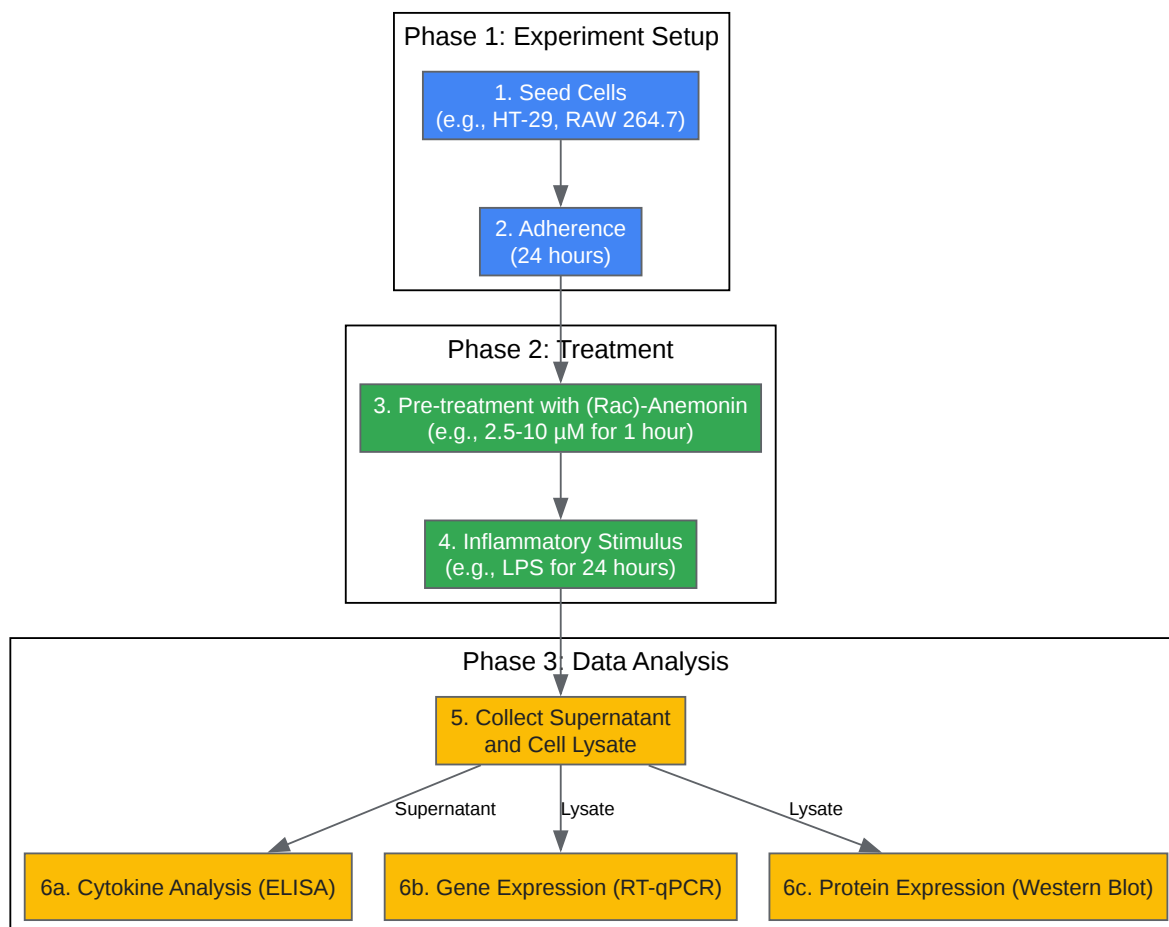 Phase 1: Experiment Setup
1. Seed Cells
(e.g., HT-29, RAW 264.7)
2. Adherence
(24 hours)
Phase 2: Treatment
3. Pre-treatment with (Rac)-Anemonin
(e.g., 2.5-10 µM for 1 hour)
4. Inflammatory Stimulus
(e.g., LPS for 24 hours)
Phase 3: Data Analysis
5. Collect Supernatant
and Cell Lysate
Supernatant
Lysate
Lysate
6a. Cytokine Analysis (ELISA)
6b. Gene Expression (RT-qPCR)
6c. Protein Expression (Western Blot)